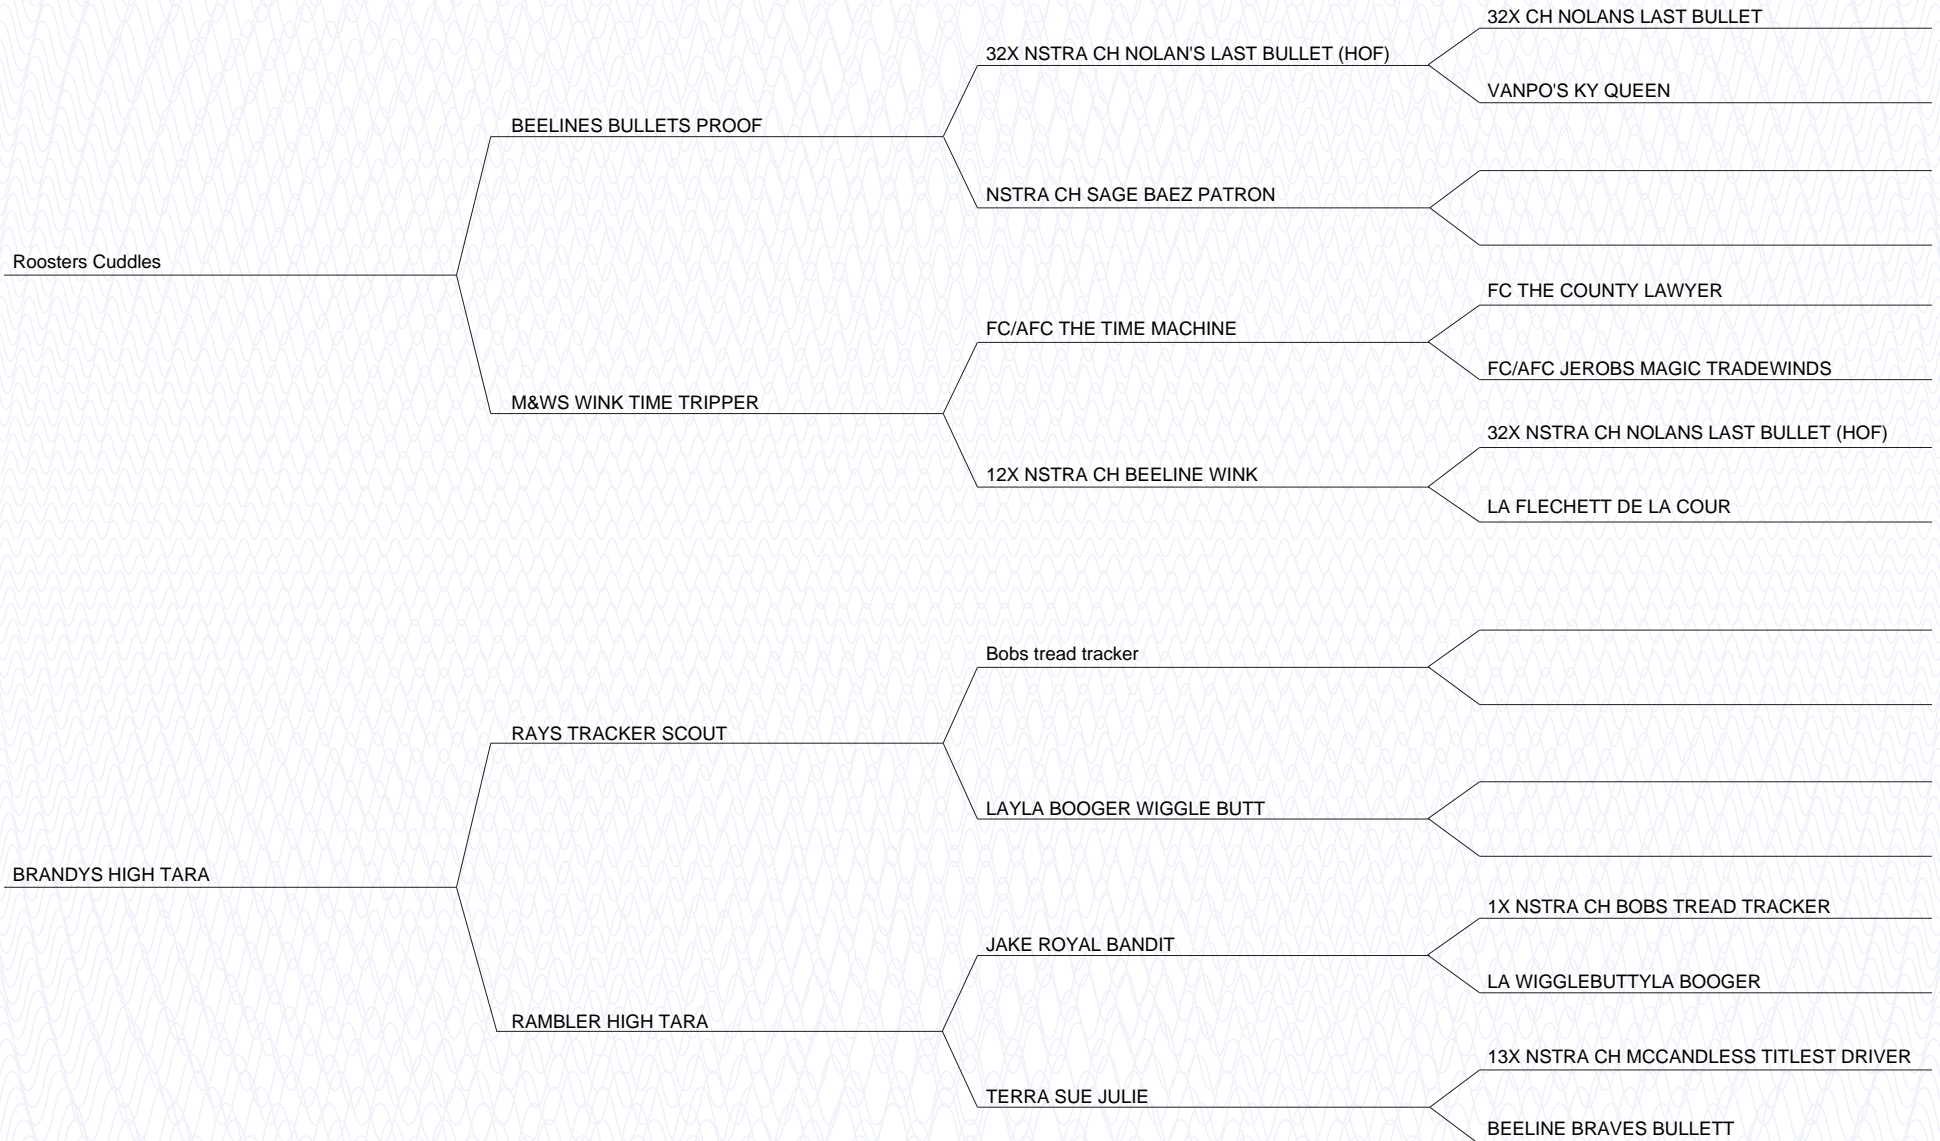 32X CH NOLANS LAST BULLET
32X NSTRA CH NOLAN'S LAST BULLET (HOF)
VANPO'S KY QUEEN
BEELINES BULLETS PROOF
NSTRA CH SAGE BAEZ PATRON
Roosters Cuddles
FC THE COUNTY LAWYER
FC/AFC THE TIME MACHINE
FC/AFC JEROBS MAGIC TRADEWINDS
M&WS WINK TIME TRIPPER
32X NSTRA CH NOLANS LAST BULLET (HOF)
12X NSTRA CH BEELINE WINK
LA FLECHETT DE LA COUR
Bobs tread tracker
RAYS TRACKER SCOUT
LAYLA BOOGER WIGGLE BUTT
BRANDYS HIGH TARA
1X NSTRA CH BOBS TREAD TRACKER
JAKE ROYAL BANDIT
LA WIGGLEBUTTYLA BOOGER
RAMBLER HIGH TARA
13X NSTRA CH MCCANDLESS TITLEST DRIVER
TERRA SUE JULIE
BEELINE BRAVES BULLETT